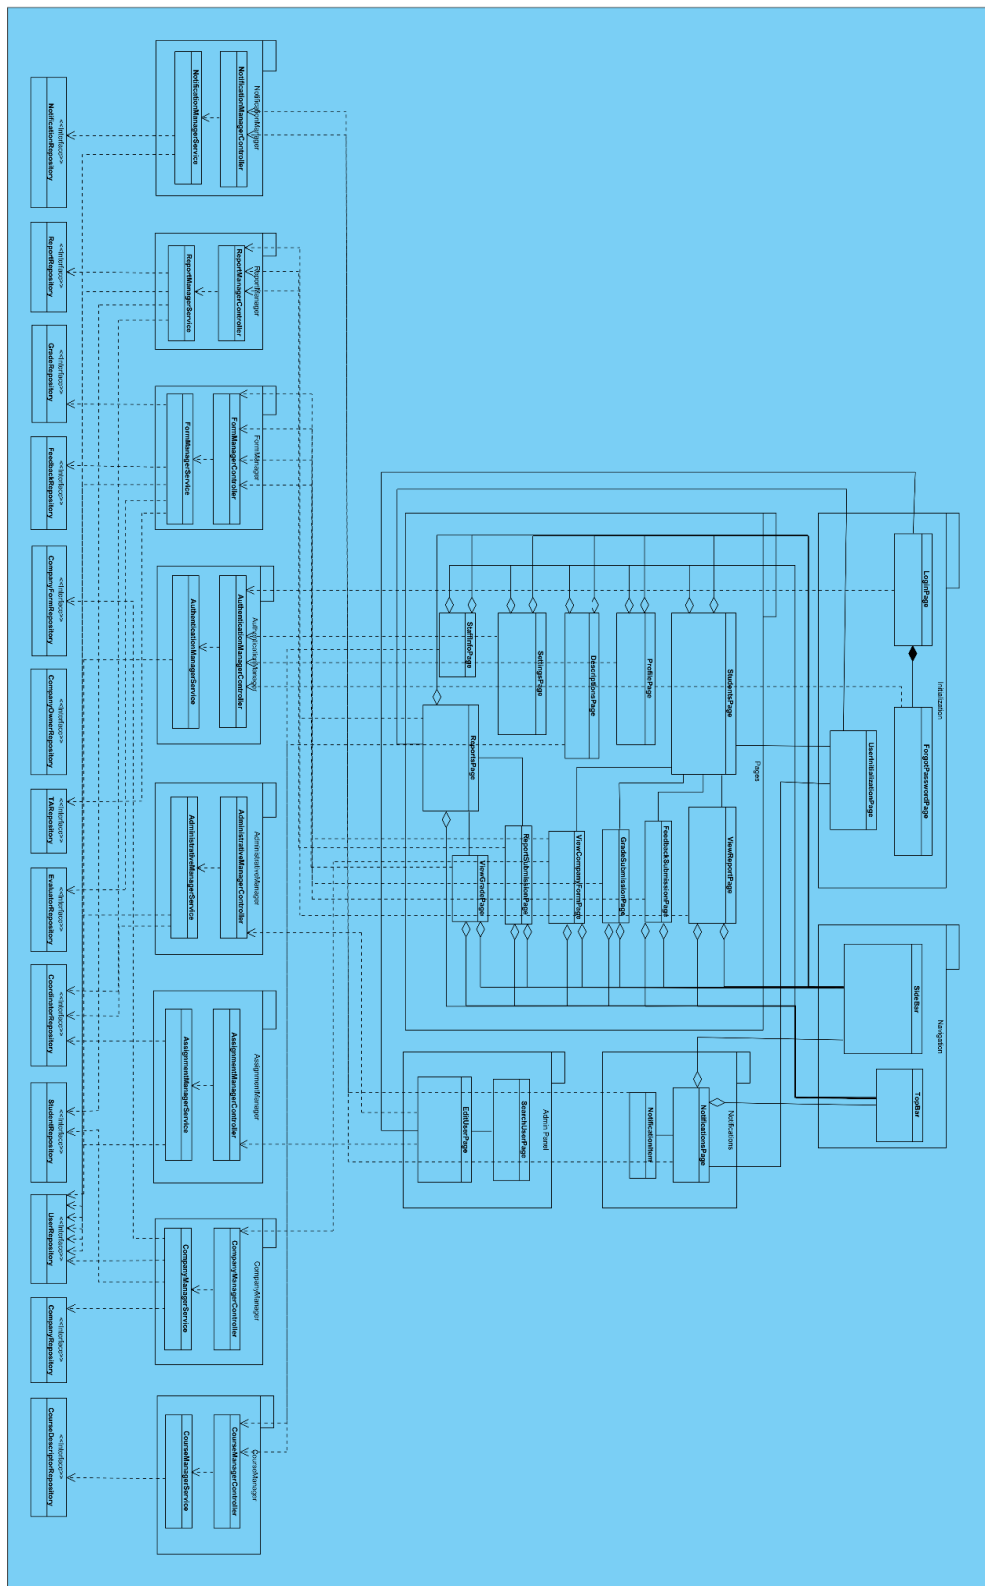 Initialization
LoginPage
ForgotPasswordPage
UserInitializationPage
Navigation
SideBar
TopBar
Pages
StudentsPage
ProfilePage
DescriptionsPage
SettingsPage
StaffInfoPage
ReportsPage
ViewReportPage
FeedbackSubmissionPage
GradeSubmissionPage
ViewCompanyFormPage
ReportSubmissionPage
ViewGradePage
Notifications
NotificationsPage
NotificationItem
Admin Panel
SearchUserPage
EditUserPage
NotificationManager
NotificationManagerController
NotificationManagerService
ReportManager
ReportManagerController
ReportManagerService
FormManager
FormManagerController
FormManagerService
AuthenticationManager
AuthenticationManagerController
AuthenticationManagerService
AdministrativeManager
AdministrativeManagerController
AdministrativeManagerService
AssignmentManager
AssignmentManagerController
AssignmentManagerService
CompanyManager
CompanyManagerController
CompanyManagerService
CourseManager
CourseManagerController
CourseManagerService
<<Interface>>
NotificationRepository
<<Interface>>
ReportRepository
<<Interface>>
GradeRepository
<<Interface>>
FeedbackRepository
<<Interface>>
CompanyFormRepository
<<Interface>>
CompanyOwnerRepository
<<Interface>>
TARepository
<<Interface>>
EvaluatorRepository
<<Interface>>
CoordinatorRepository
<<Interface>>
StudentRepository
<<Interface>>
UserRepository
<<Interface>>
CompanyRepository
<<Interface>>
CourseDescriptorRepository